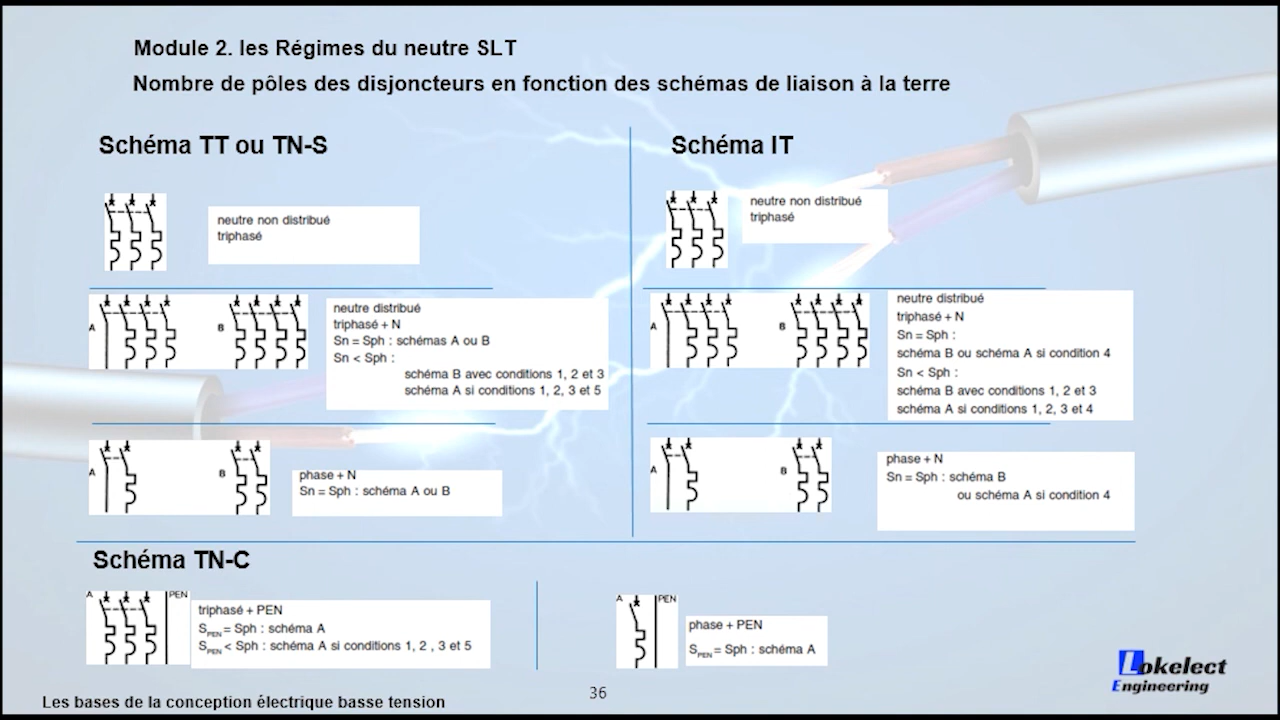 Module 2. les Régimes du neutre SLT
Nombre de pôles des disjoncteurs en fonction des schémas de liaison à la terre
Schéma TT ou TN-S
neutre non distribué
triphasé
A
B
neutre distribué
triphasé + N
Sn = Sph : schémas A ou B
Sn < Sph :
schéma B avec conditions 1, 2 et 3
schéma A si conditions 1, 2, 3 et 5
A
B
phase + N
Sn = Sph : schéma A ou B
Schéma IT
neutre non distribué
triphasé
A
B
neutre distribué
triphasé + N
Sn = Sph :
schéma B ou schéma A si condition 4
Sn < Sph :
schéma B avec conditions 1, 2 et 3
schéma A si conditions 1, 2, 3 et 4
A
B
phase + N
Sn = Sph : schéma B
ou schéma A si condition 4
Schéma TN-C
A
PEN
triphasé + PEN
SPEN = Sph : schéma A
SPEN < Sph : schéma A si conditions 1, 2 , 3 et 5
A
PEN
phase + PEN
SPEN = Sph : schéma A
Lokelect
Engineering
36
Les bases de la conception électrique basse tension